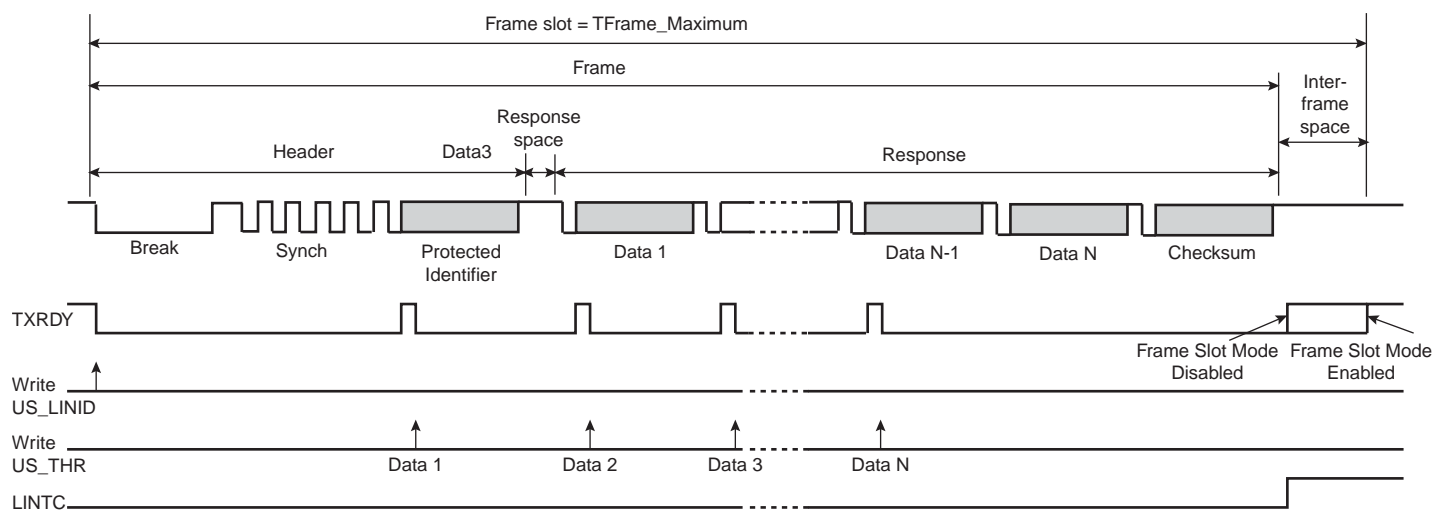 Frame slot = TFrame_Maximum
Frame
Inter-
frame
space
Response
space
Header
Data3
Response
Break
Synch
Protected
Identifier
Data 1
Data N-1
Data N
Checksum
TXRDY
Frame Slot Mode
Disabled
Frame Slot Mode
Enabled
Write
US_LINID
Write
US_THR
Data 1
Data 2
Data 3
Data N
LINTC